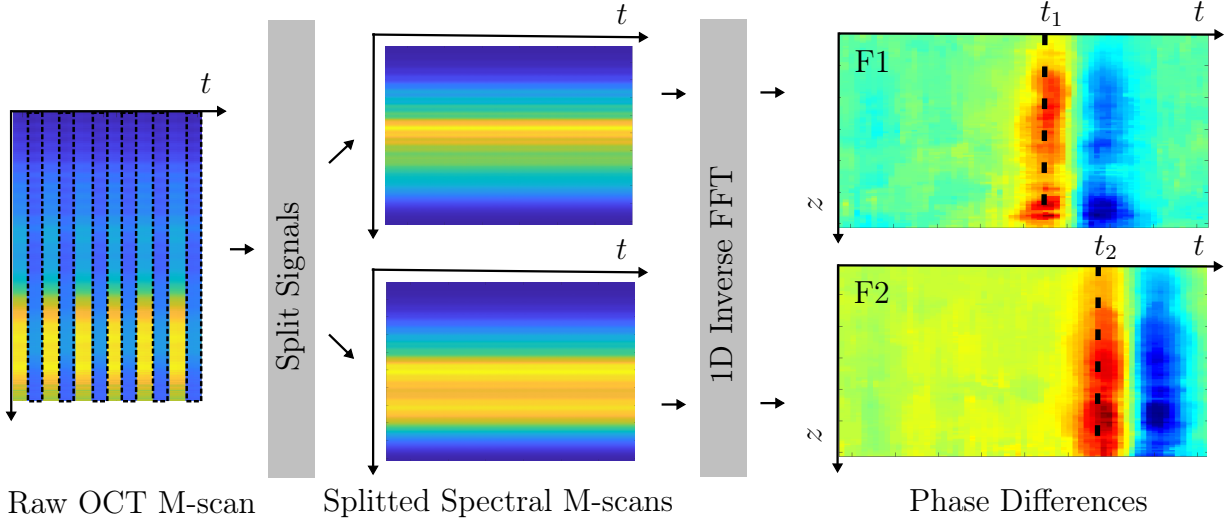 t
Raw OCT M-scan
Split Signals
t
t
Splitted Spectral M-scans
1D Inverse FFT
t₁
t
F1
z
t₂
t
F2
z
Phase Differences